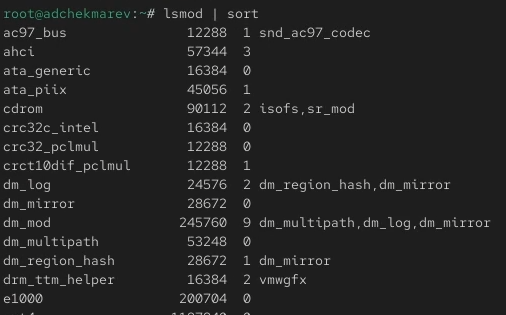 root@adchekmarev:~# lsmod | sort
ac97_bus 12288 1 snd_ac97_codec
ahci 57344 3
ata_generic 16384 0
ata_piix 45056 1
cdrom 90112 2 isofs,sr_mod
crc32c_intel 16384 0
crc32_pclmul 12288 0
crct10dif_pclmul 12288 1
dm_log 24576 2 dm_region_hash,dm_mirror
dm_mirror 28672 0
dm_mod 245760 9 dm_multipath,dm_log,dm_mirror
dm_multipath 53248 0
dm_region_hash 28672 1 dm_mirror
drm_ttm_helper 16384 2 vmwgfx
e1000 200704 0